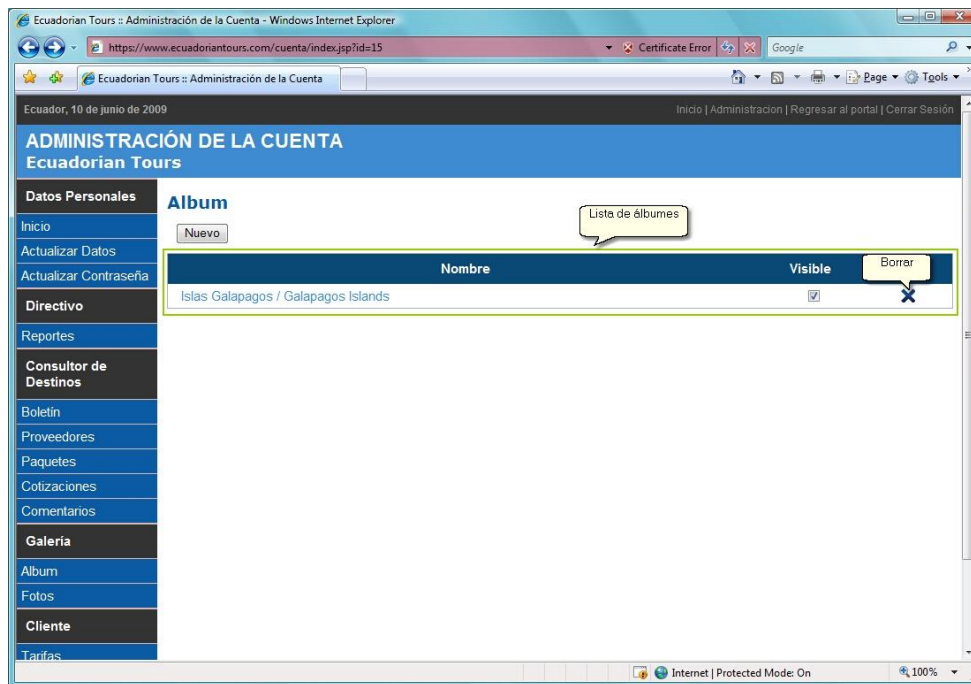 Ecuadorian Tours :: Administración de la Cuenta - Windows Internet Explorer
https://www.ecuadoriantours.com/cuenta/index.jsp?id=15
Certificate Error
Google
Ecuadorian Tours :: Administración de la Cuenta
Page
Tools
Ecuador, 10 de junio de 2009
Inicio | Administracion | Regresar al portal | Cerrar Sesión
ADMINISTRACIÓN DE LA CUENTA
Ecuadorian Tours
Datos Personales
Inicio
Actualizar Datos
Actualizar Contraseña
Directivo
Reportes
Consultor de
Destinos
Boletín
Proveedores
Paquetes
Cotizaciones
Comentarios
Galería
Album
Fotos
Cliente
Tarifas
Album
Nuevo
Lista de álbumes
Nombre
Visible
Borrar
Islas Galapagos / Galapagos Islands
Internet | Protected Mode: On
100%